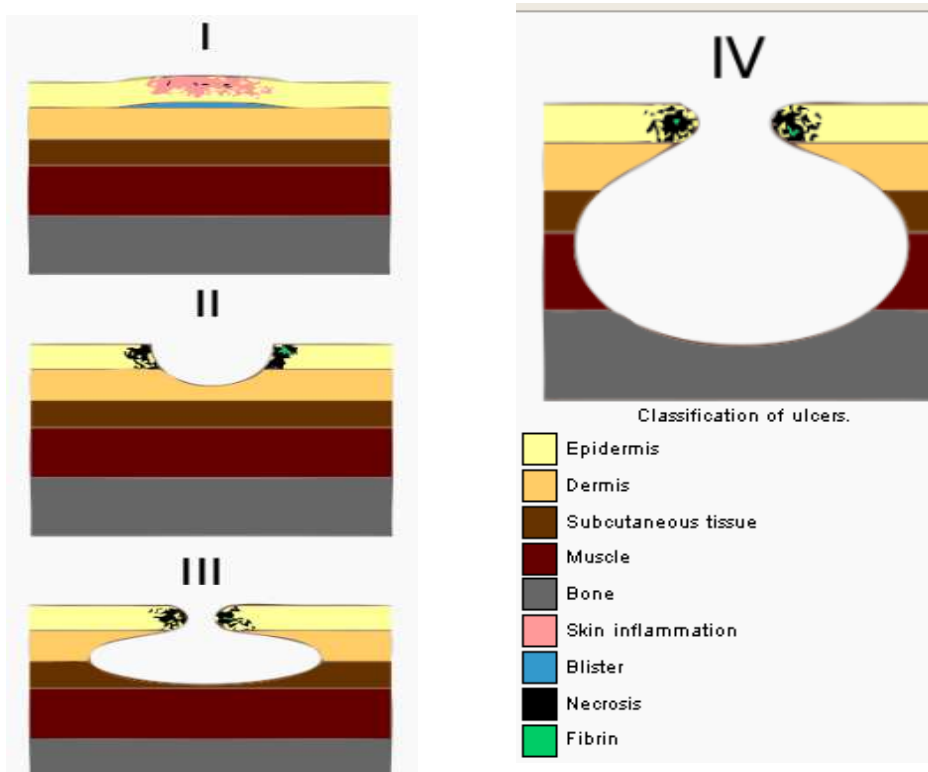 I
II
III
IV
Classification of ulcers.
Epidermis
Dermis
Subcutaneous tissue
Muscle
Bone
Skin inflammation
Blister
Necrosis
Fibrin